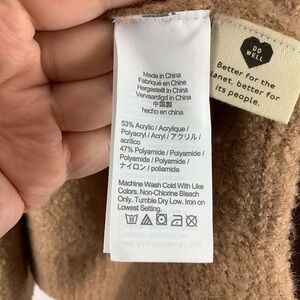 Made in China
Fabriqué en China
Hergestellt in China
Vervaardigd in China
中国製
hecho en China
53% Acrylic / Acrylique /
Polyacryl / Acryl / アクリル /
acrílico
47% Polyamide / Polyamide /
Polyamid / Polyamide /
ナイロン / poliamida
Machine Wash Cold With Like
Colors. Non-Chlorine Bleach
Only. Tumble Dry Low. Iron on
Lowest Setting.
DO
WELL
Better for the
planet, better for
its people.